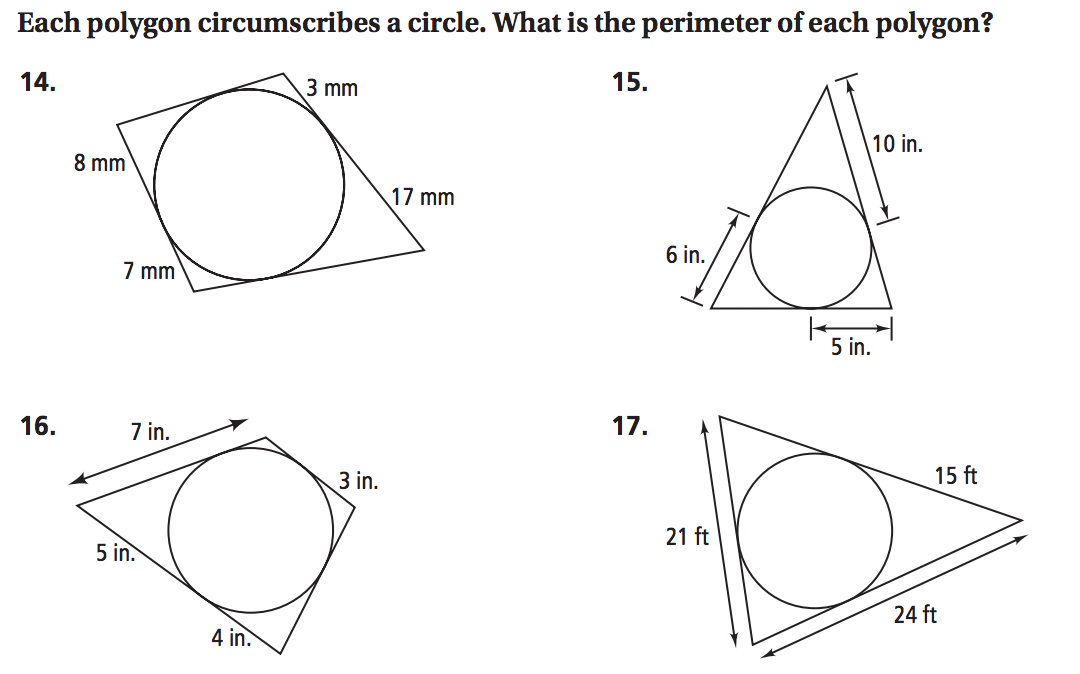 Each polygon circumscribes a circle. What is the perimeter of each polygon?
14.
3 mm
8 mm
17 mm
7 mm
15.
10 in.
6 in.
5 in.
16.
7 in.
3 in.
5 in.
4 in.
17.
15 ft
21 ft
24 ft